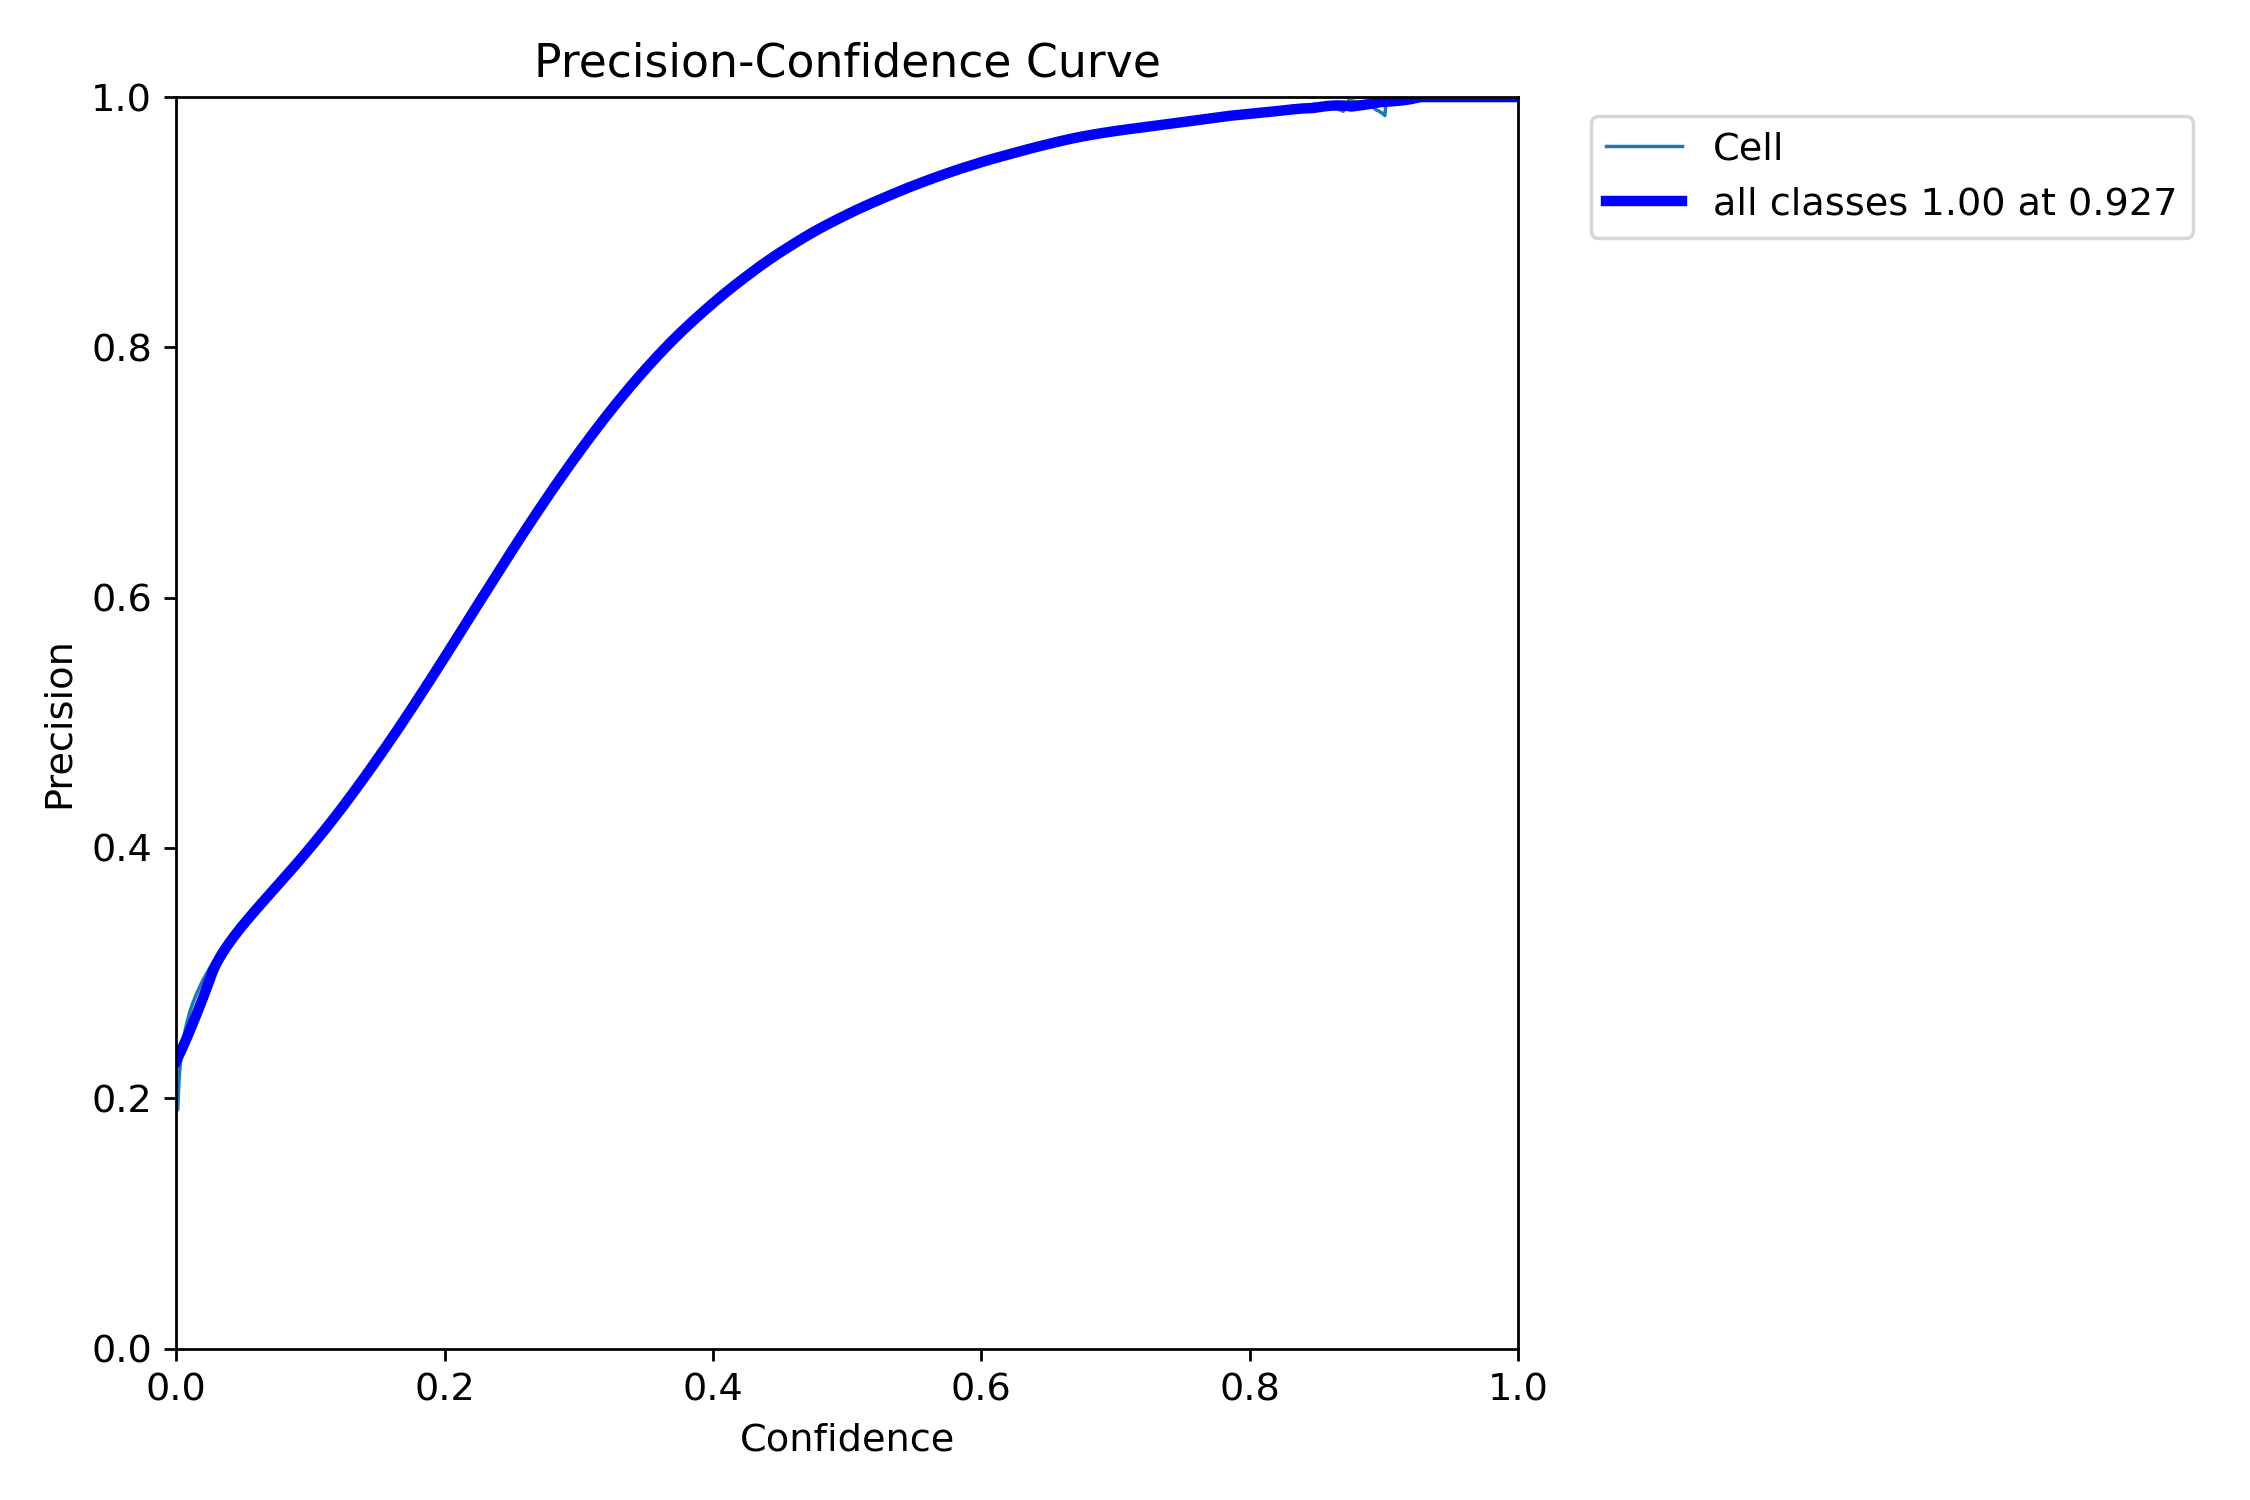 Precision-Confidence Curve
1.0
0.8
0.6
0.4
0.2
0.0
Precision
0.0 0.2 0.4 0.6 0.8 1.0
Confidence
Cell
all classes 1.00 at 0.927